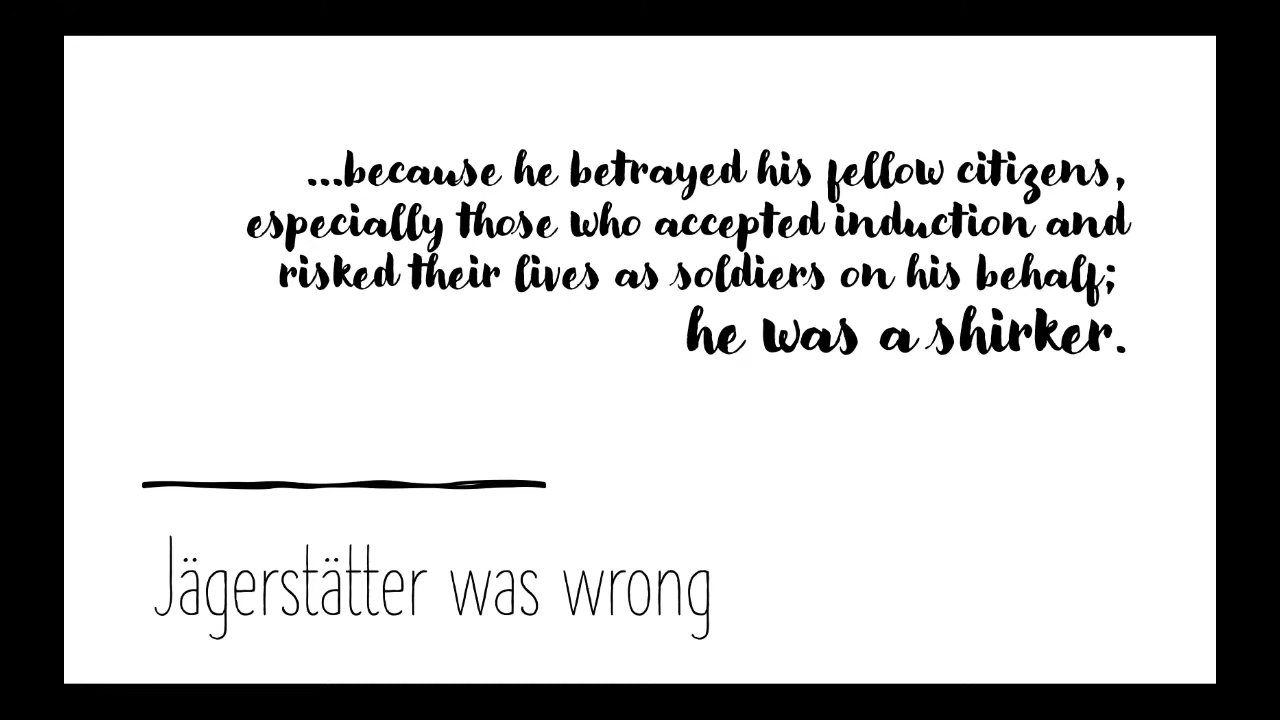 ...because he betrayed his fellow citizens,
especially those who accepted induction and
risked their lives as soldiers on his behalf;
he was a shirker.
Jägerstätter was wrong